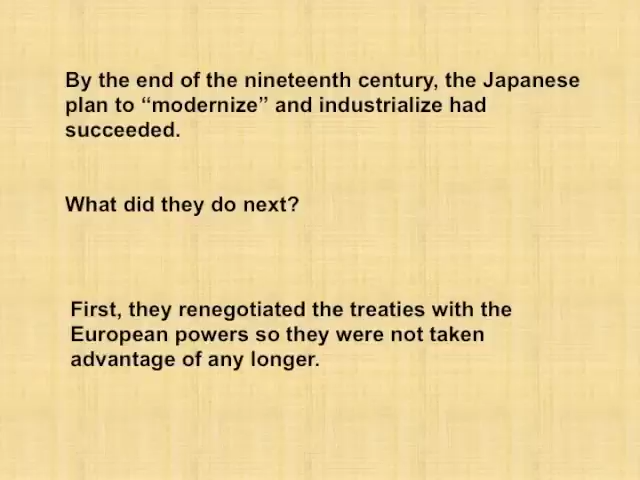 By the end of the nineteenth century, the Japanese
plan to “modernize” and industrialize had
succeeded.
What did they do next?
First, they renegotiated the treaties with the
European powers so they were not taken
advantage of any longer.